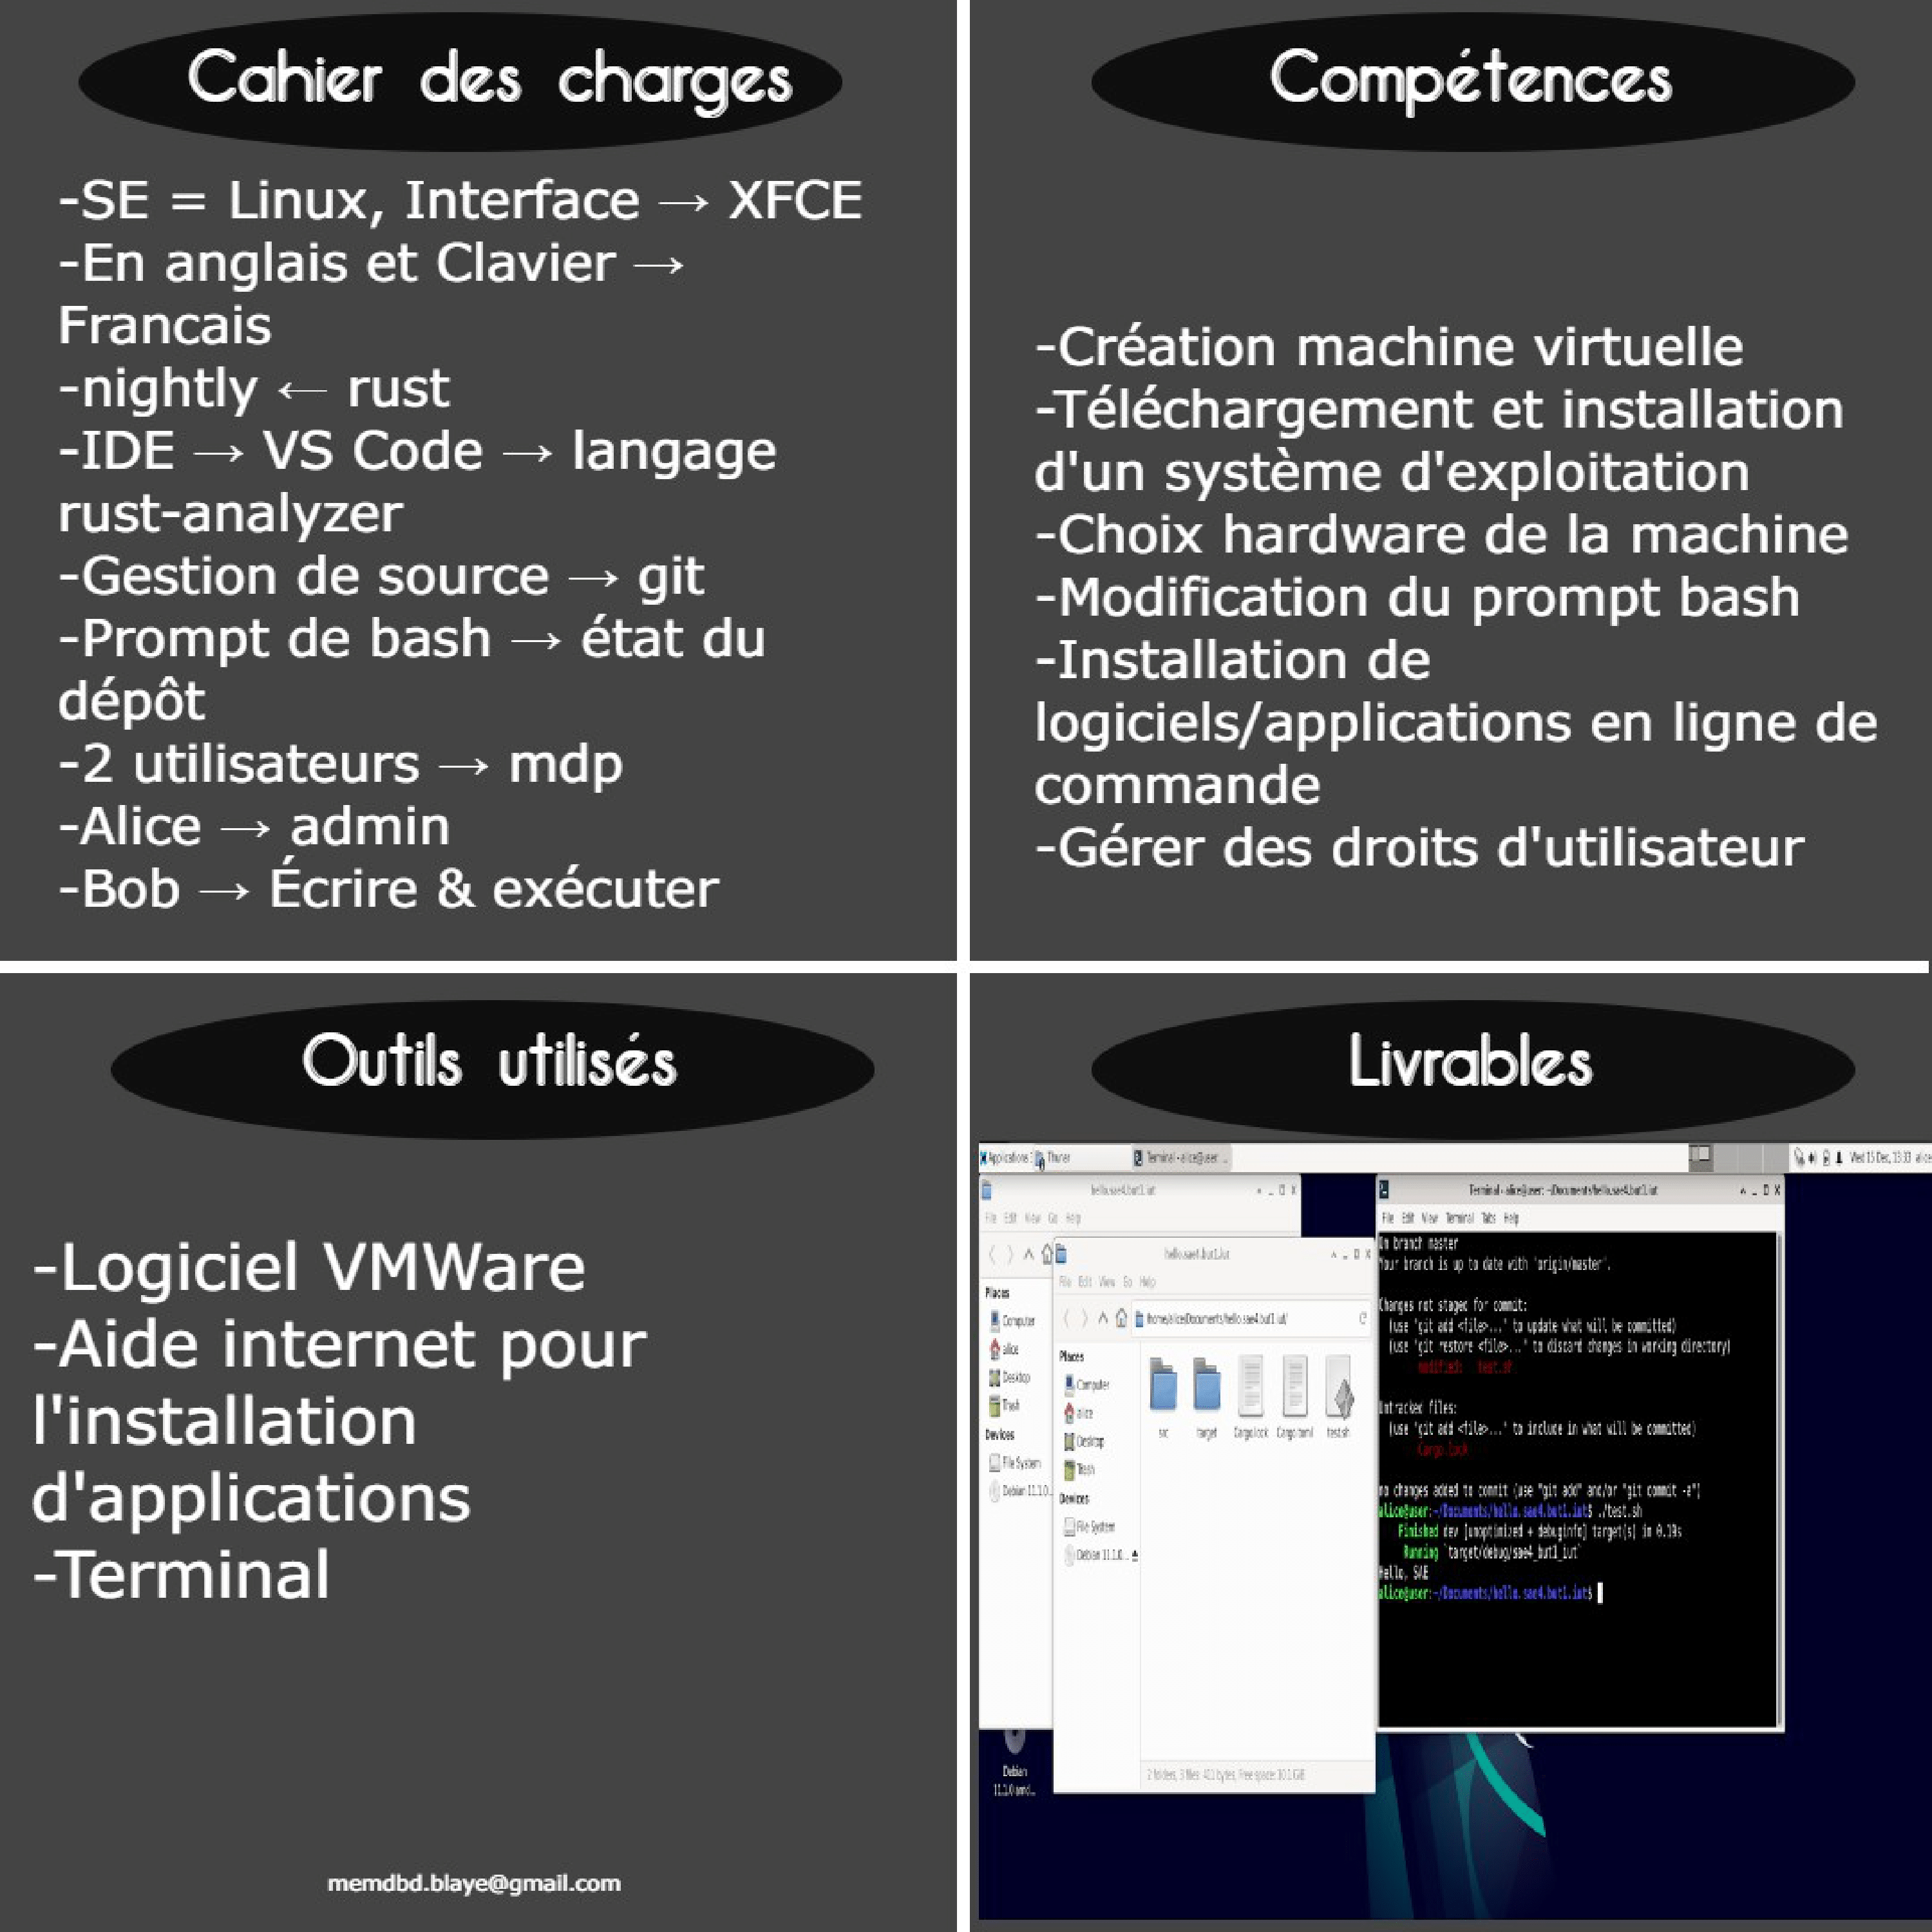 Cahier des charges
-SE = Linux, Interface → XFCE
-En anglais et Clavier →
Francais
-nightly ← rust
-IDE → VS Code → langage
rust-analyzer
-Gestion de source → git
-Prompt de bash → état du
dépôt
-2 utilisateurs → mdp
-Alice → admin
-Bob → Écrire & exécuter
Compétences
-Création machine virtuelle
-Téléchargement et installation
d'un système d'exploitation
-Choix hardware de la machine
-Modification du prompt bash
-Installation de
logiciels/applications en ligne de
commande
-Gérer des droits d'utilisateur
Outils utilisés
-Logiciel VMWare
-Aide internet pour
l'installation
d'applications
-Terminal
memdbd.blaye@gmail.com
Livrables
Applications Thunar Terminal - alice@user: ... Wed 15 Dec, 13:33 alice
hello.sae4.but1.iut
File Edit View Go Help
Places
Computer
alice
Desktop
Trash
Devices
File System
Debian 11.1.0...
hello.sae4.but1.iut
File Edit View Go Help
/home/alice/Documents/hello.sae4.but1.iut/
Places
Computer
alice
Desktop
Trash
Devices
File System
Debian 11.1.0...
src target Cargo.lock Cargo.toml test.sh
2 folders, 3 files: 421 bytes, Free space: 10.1 GiB
Terminal - alice@user: ~/Documents/hello.sae4.but1.iut
File Edit View Terminal Tabs Help
On branch master
Your branch is up to date with 'origin/master'.
Changes not staged for commit:
(use "git add <file>..." to update what will be committed)
(use "git restore <file>..." to discard changes in working directory)
modified: test.sh
Untracked files:
(use "git add <file>..." to include in what will be committed)
Cargo.lock
no changes added to commit (use "git add" and/or "git commit -a")
alice@user:~/Documents/hello.sae4.but1.iut$ ./test.sh
Finished dev [unoptimized + debuginfo] target(s) in 0.19s
Running `target/debug/sae4_but1_iut`
Hello, SAE
alice@user:~/Documents/hello.sae4.but1.iut$
Debian
11.1.0 amd...